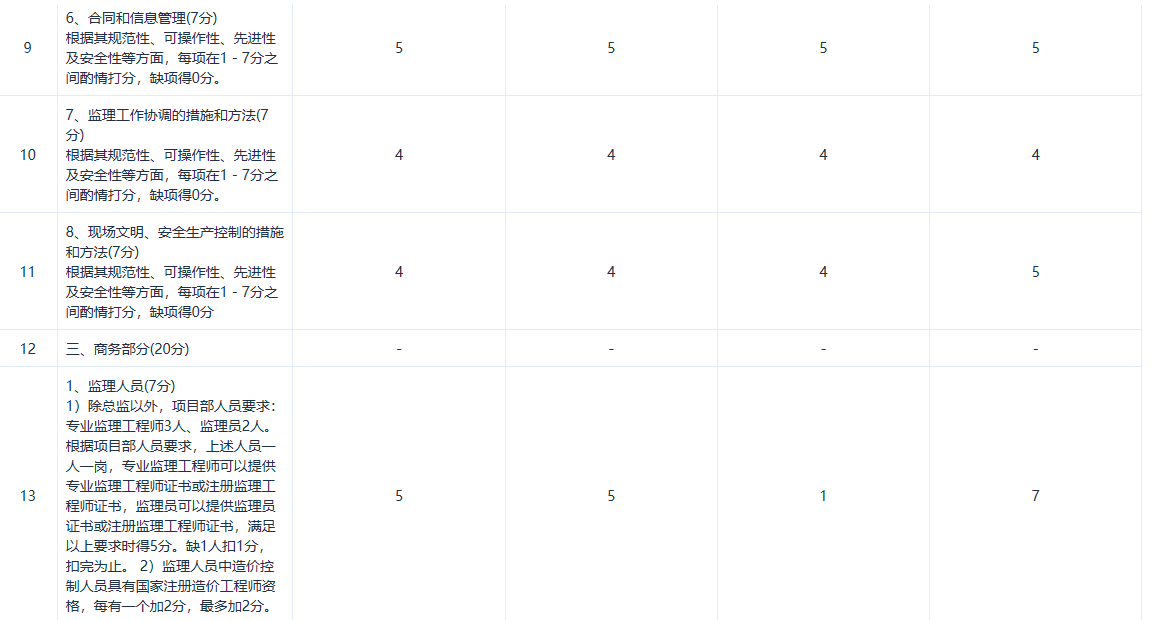 6、合同和信息管理(7分)
根据其规范性、可操作性、先进性
9 及安全性等方面，每项在1－7分之 5 5 5 5
间酌情打分，缺项得0分。
7、监理工作协调的措施和方法(7
分)
10 根据其规范性、可操作性、先进性 4 4 4 4
及安全性等方面，每项在1－7分之
间酌情打分，缺项得0分。
8、现场文明、安全生产控制的措施
和方法(7分)
11 根据其规范性、可操作性、先进性 4 4 4 5
及安全性等方面，每项在1－7分之
间酌情打分，缺项得0分
12 三、商务部分(20分) - - - -
1、监理人员(7分)
1）除总监以外，项目部人员要求：
专业监理工程师3人、监理员2人。
根据项目部人员要求，上述人员一
人一岗，专业监理工程师可以提供
专业监理工程师证书或注册监理工
13 程师证书，监理员可以提供监理员 5 5 1 7
证书或注册监理工程师证书，满足
以上要求时得5分。缺1人扣1分，
扣完为止。 2）监理人员中造价控
制人员具有国家注册造价工程师资
格，每有一个加2分，最多加2分。